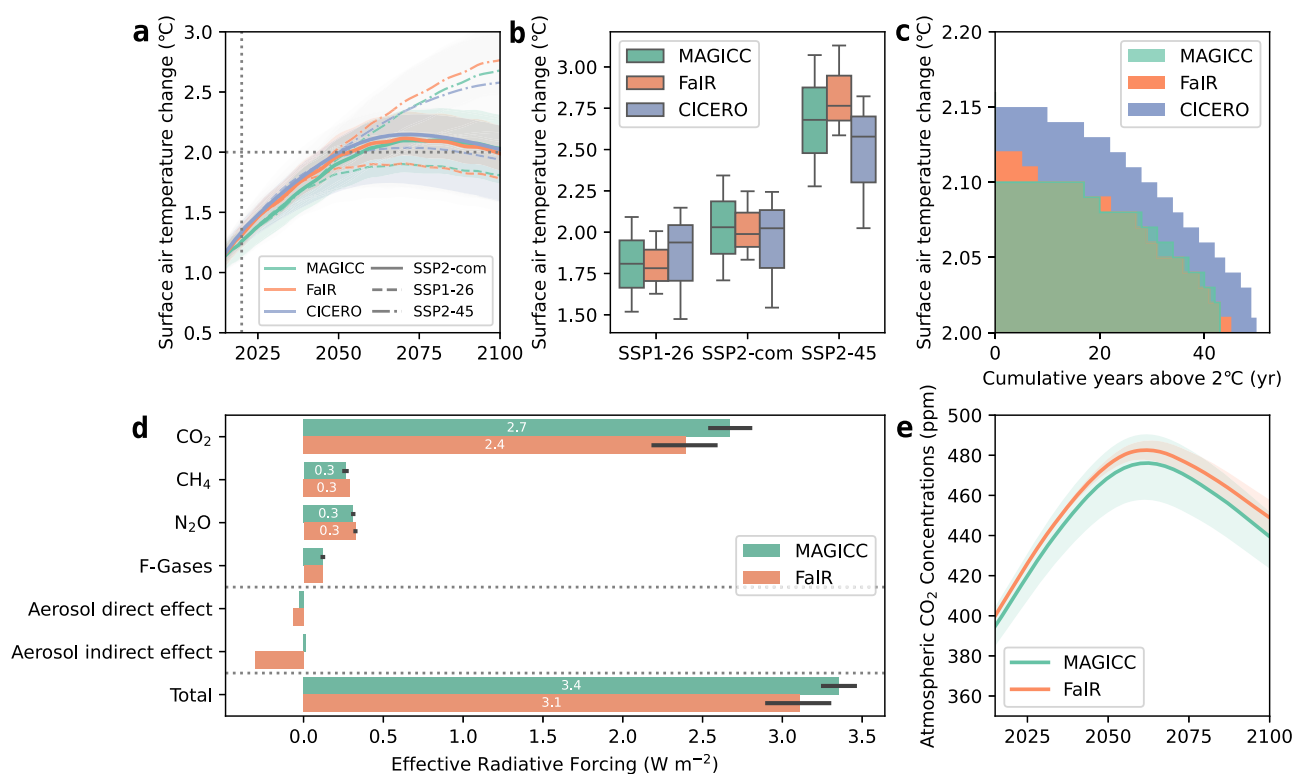 a
Surface air temperature change (°C)
3.0
2.5
2.0
1.5
1.0
0.5
2025
2050
2075
2100
MAGICC
FaIR
CICERO
SSP2-com
SSP1-26
SSP2-45
b
Surface air temperature change (°C)
3.00
2.75
2.50
2.25
2.00
1.75
1.50
SSP1-26
SSP2-com
SSP2-45
MAGICC
FaIR
CICERO
c
Surface air temperature change (°C)
2.20
2.15
2.10
2.05
2.00
0
20
40
Cumulative years above 2°C (yr)
MAGICC
FaIR
CICERO
d
CO₂
CH₄
N₂O
F-Gases
Aerosol direct effect
Aerosol indirect effect
Total
2.7
2.4
0.3
0.3
0.3
0.3
3.4
3.1
MAGICC
FaIR
0.0
0.5
1.0
1.5
2.0
2.5
3.0
3.5
Effective Radiative Forcing (W m⁻²)
e
Atmospheric CO₂ Concentrations (ppm)
500
480
460
440
420
400
380
360
2025
2050
2075
2100
MAGICC
FaIR